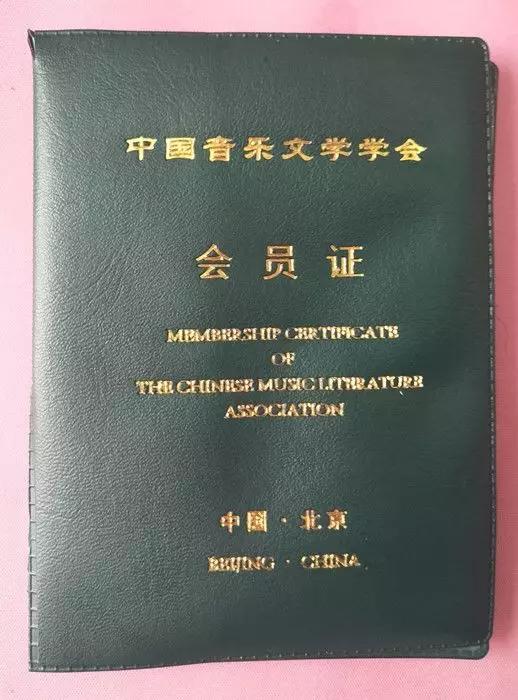 中国音乐文学学会
会员证
MEMBERSHIP CERTIFICATE
OF
THE CHINESE MUSIC LITERATURE
ASSOCIATION
中国·北京
BEIJING · CHINA